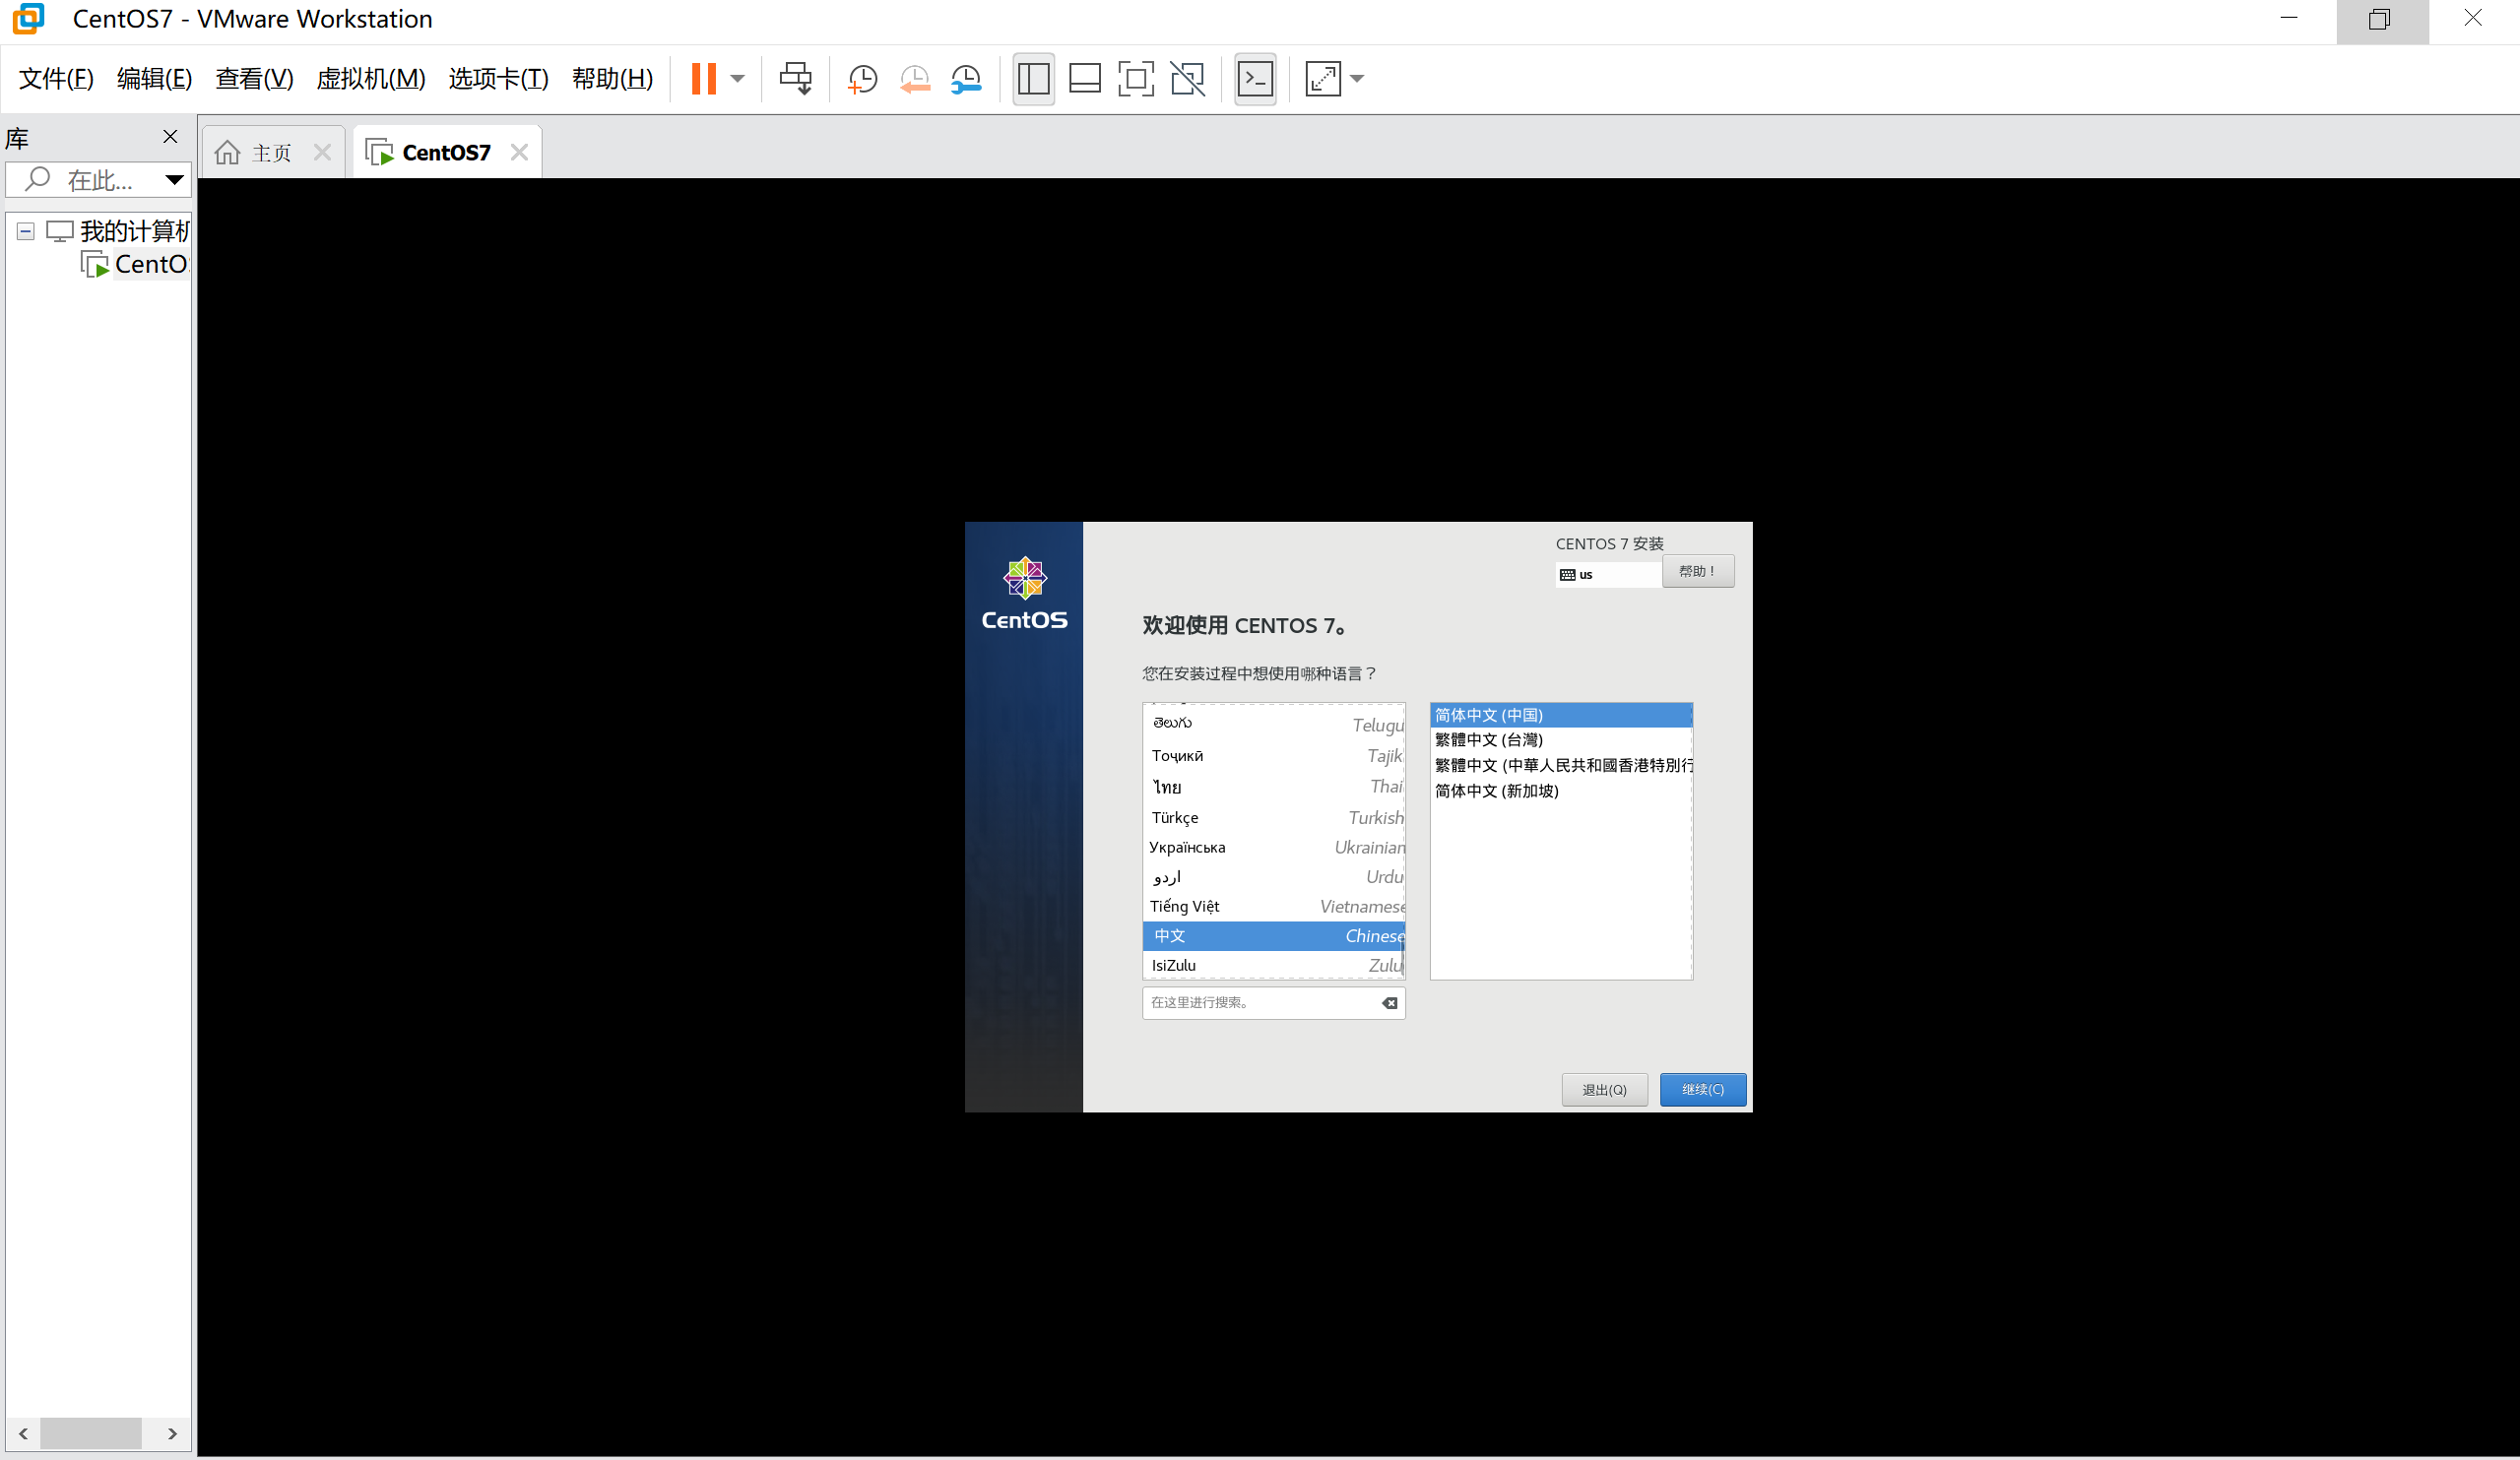 CentOS7 - VMware Workstation
文件(F) 编辑(E) 查看(V) 虚拟机(M) 选项卡(T) 帮助(H)
库
在此...
我的计算机
CentOS
主页
CentOS7
CentOS
CENTOS 7 安装
us
帮助！
欢迎使用 CENTOS 7。
您在安装过程中想使用哪种语言？
తెలుగు Telugu
Тоҷикӣ Tajik
ไทย Thai
Türkçe Turkish
Українська Ukrainian
اردو Urdu
Tiếng Việt Vietnamese
中文 Chinese
IsiZulu Zulu
简体中文 (中国)
繁體中文 (台灣)
繁體中文 (中華人民共和國香港特別行
简体中文 (新加坡)
在这里进行搜索。
退出(Q)
继续(C)